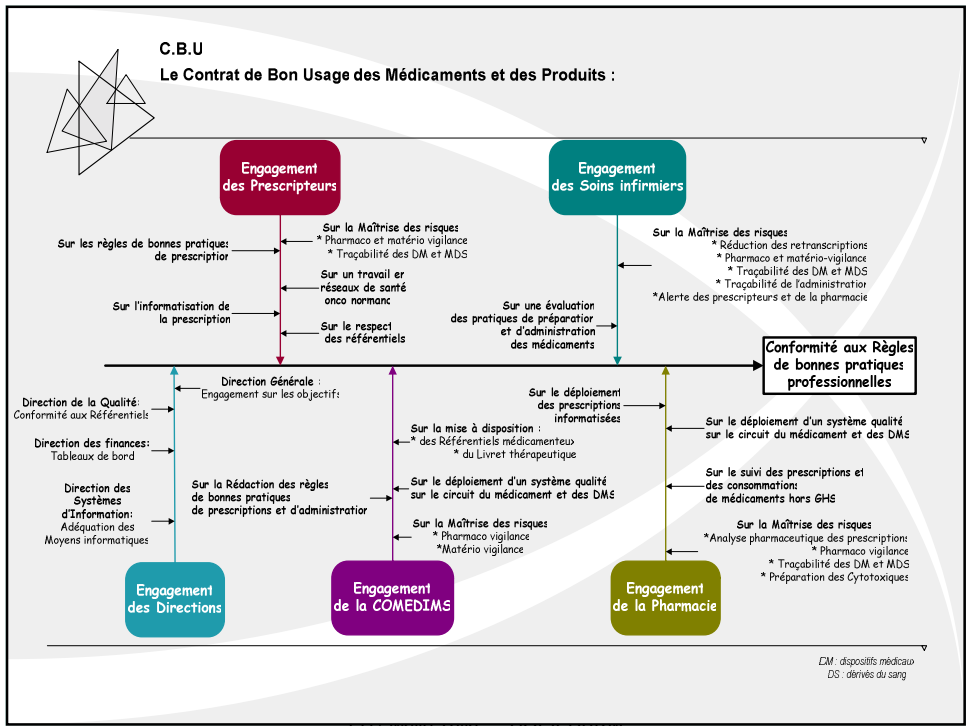 C.B.U
Le Contrat de Bon Usage des Médicaments et des Produits :
Engagement
des Prescripteurs
Engagement
des Soins infirmiers
Sur les règles de bonnes pratiques
de prescription
Sur l'informatisation de
la prescription
Sur la Maîtrise des risques
* Pharmaco et matério vigilance
* Traçabilité des DM et MDS
Sur un travail en
réseaux de santé
onco normand
Sur le respect
des référentiels
Sur une évaluation
des pratiques de préparation
et d'administration
des médicaments
Sur la Maîtrise des risques
* Réduction des retranscriptions
* Pharmaco et matério-vigilance
* Traçabilité des DM et MDS
* Traçabilité de l'administration
*Alerte des prescripteurs et de la pharmacie
Conformité aux Règles
de bonnes pratiques
professionnelles
Direction Générale :
Engagement sur les objectifs
Direction de la Qualité:
Conformité aux Référentiels
Direction des finances:
Tableaux de bord
Direction des
Systèmes
d'Information:
Adéquation des
Moyens informatiques
Sur la Rédaction des règles
de bonnes pratiques
de prescriptions et d'administration
Sur la mise à disposition :
* des Référentiels médicamenteux
* du Livret thérapeutique
Sur le déploiement d'un système qualité
sur le circuit du médicament et des DMS
Sur la Maîtrise des risques
* Pharmaco vigilance
*Matério vigilance
Sur le déploiement
des prescriptions
informatisées
Sur le déploiement d'un système qualité
sur le circuit du médicament et des DMS
Sur le suivi des prescriptions et
des consommations
de médicaments hors GHS
Sur la Maîtrise des risques
*Analyse pharmaceutique des prescriptions
* Pharmaco vigilance
* Traçabilité des DM et MDS
* Préparation des Cytotoxiques
Engagement
des Directions
Engagement
de la COMEDIMS
Engagement
de la Pharmacie
DM : dispositifs médicaux
DS : dérivés du sang